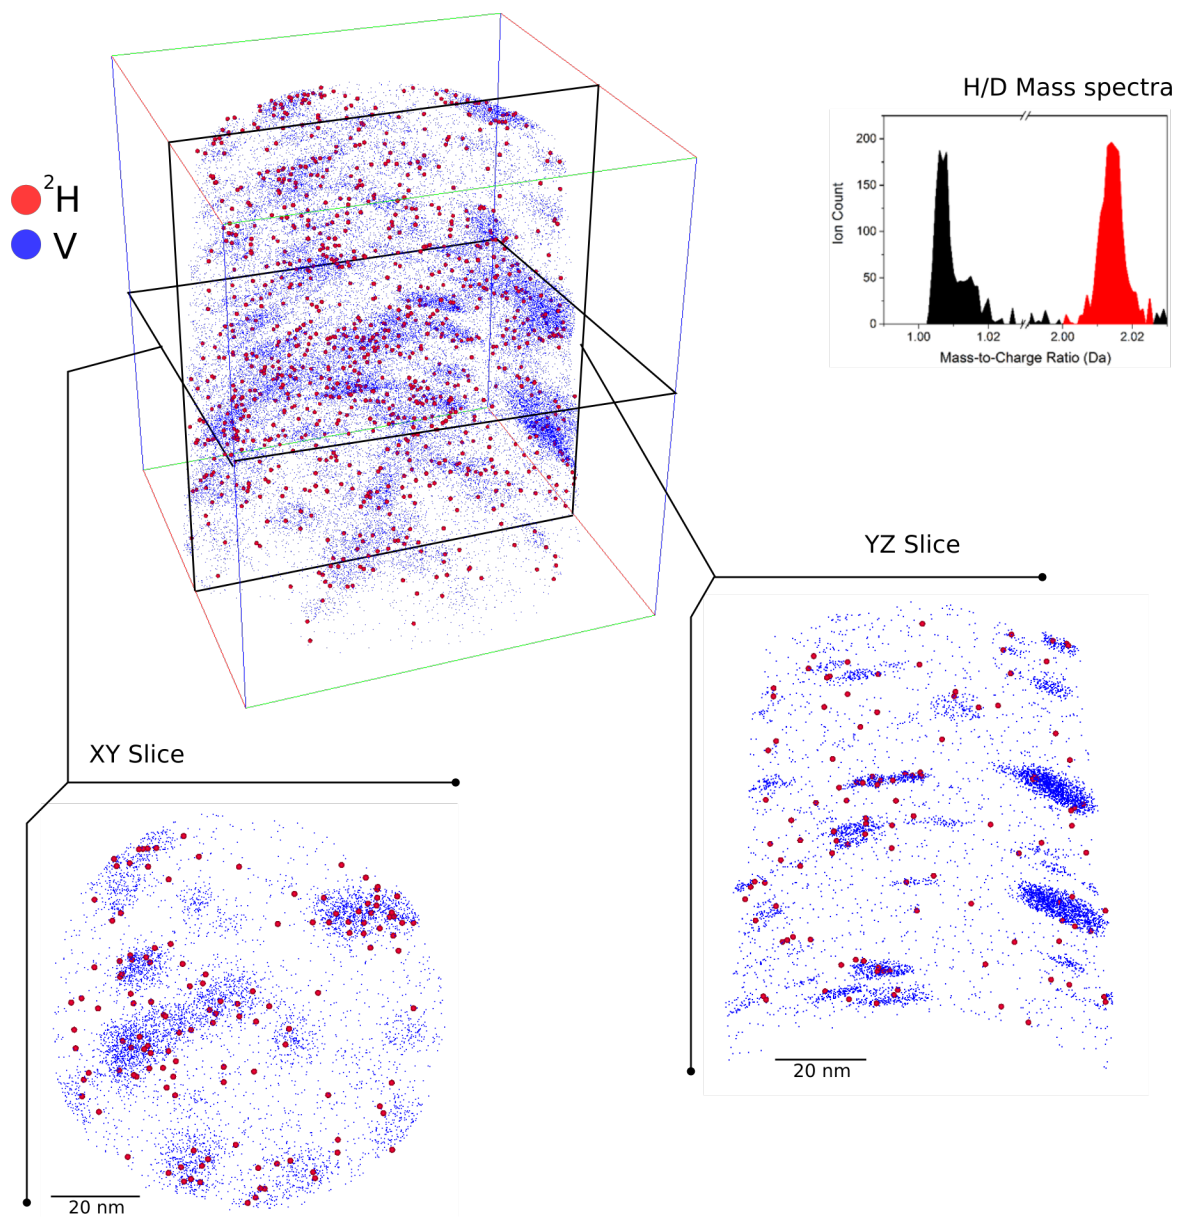 H/D Mass spectra
²H
V
200
150
100
50
0
Ion Count
1.00 1.02 2.00 2.02
Mass-to-Charge Ratio (Da)
YZ Slice
20 nm
XY Slice
20 nm